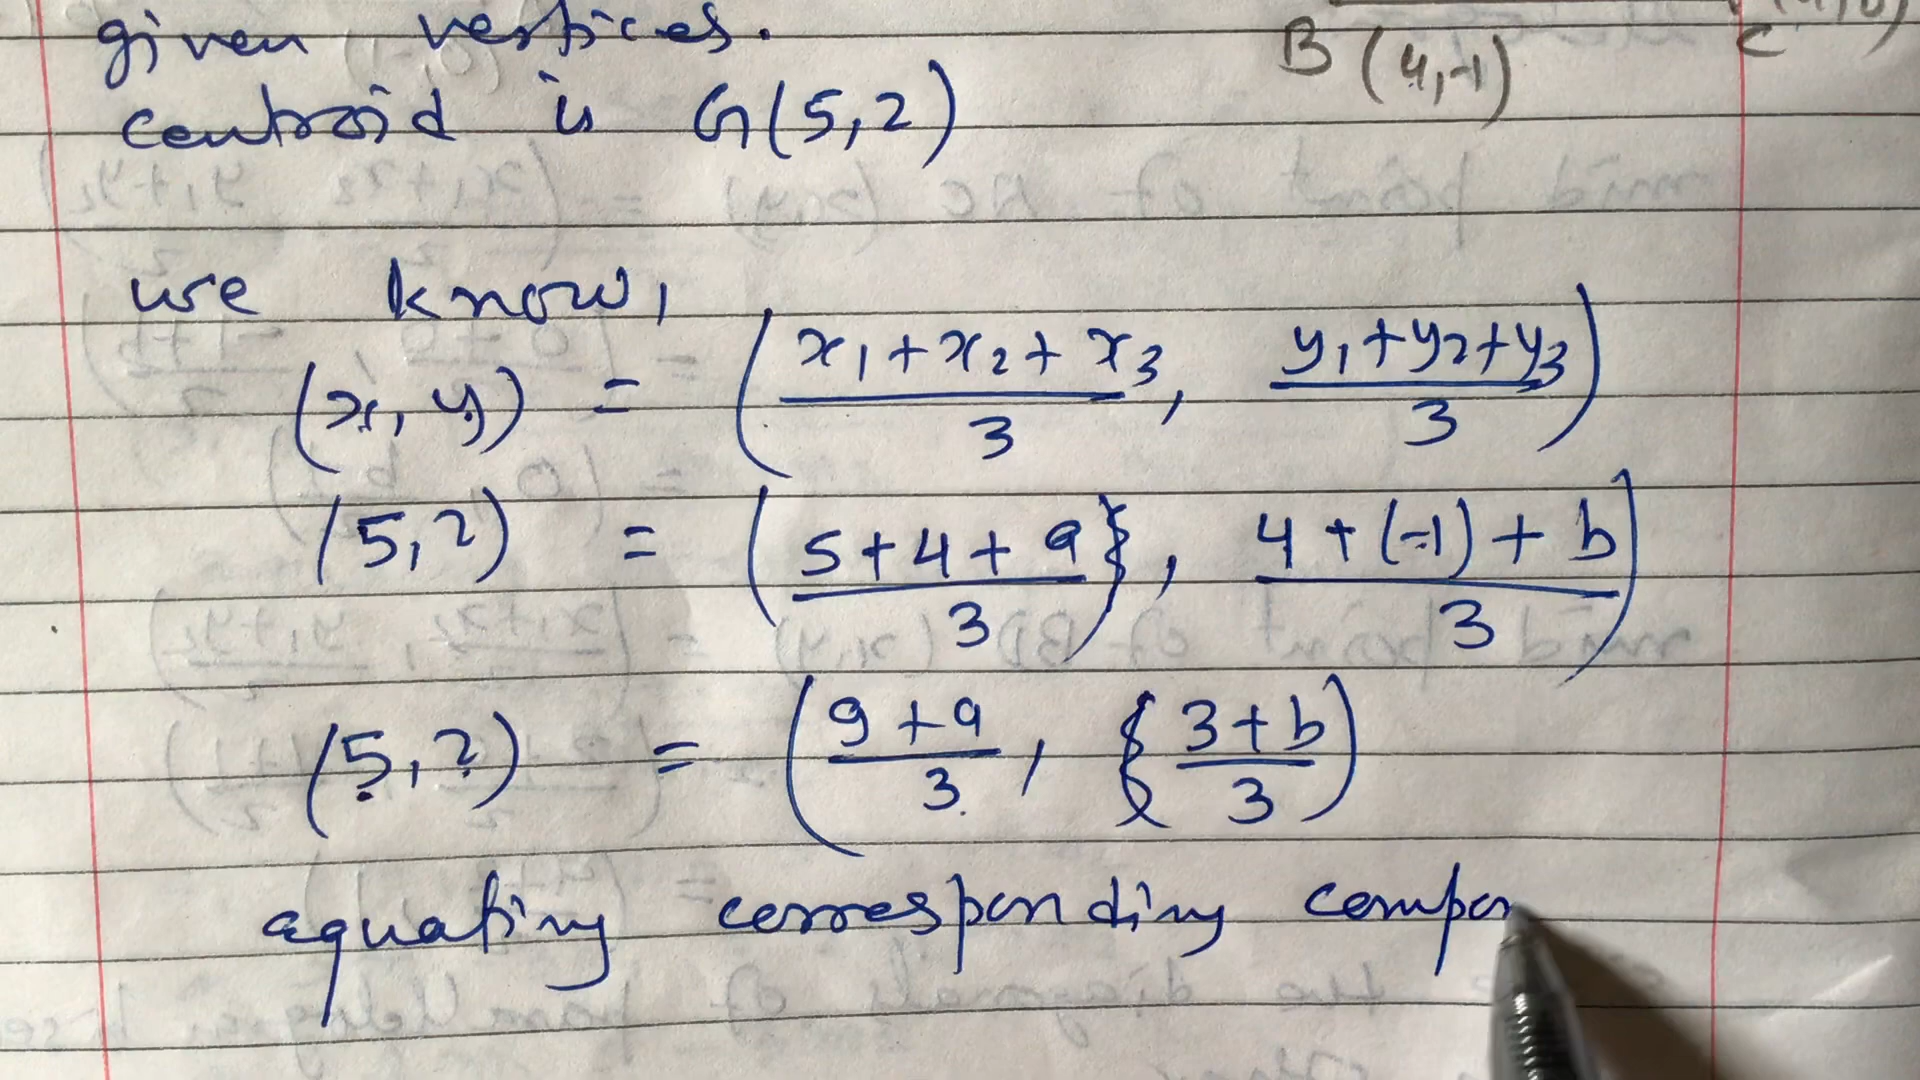 given vertices.
B (4,-1)
C
centroid is G(5,2)
we know,
(x, y) = ( x₁+x₂+x₃ / 3 , y₁+y₂+y₃ / 3 )
(5,2) = ( 5+4+a / 3 }, 4+(-1)+b / 3 )
(5,2) = ( 9+a / 3 , { 3+b / 3 )
equating corresponding compon